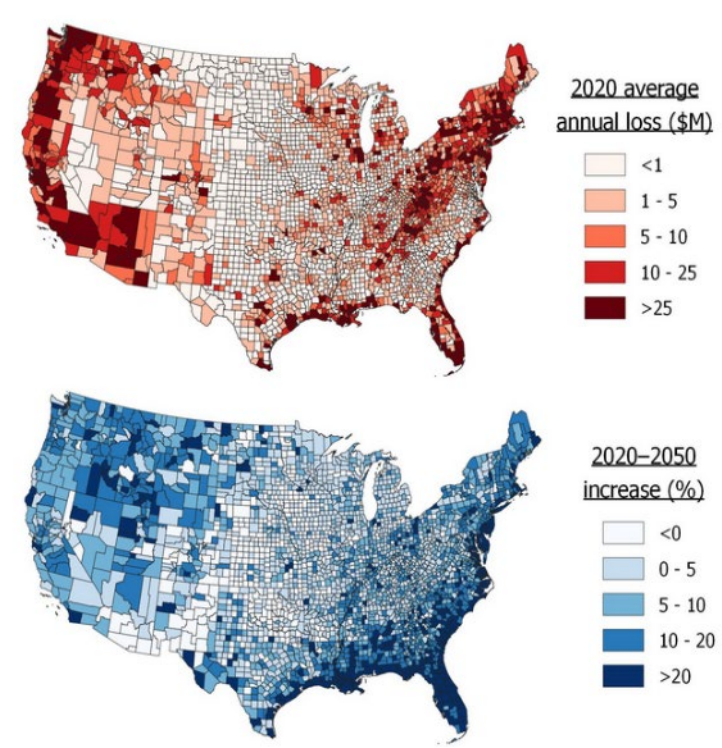 2020 average
annual loss ($M)
<1
1 - 5
5 - 10
10 - 25
>25
2020–2050
increase (%)
<0
0 - 5
5 - 10
10 - 20
>20